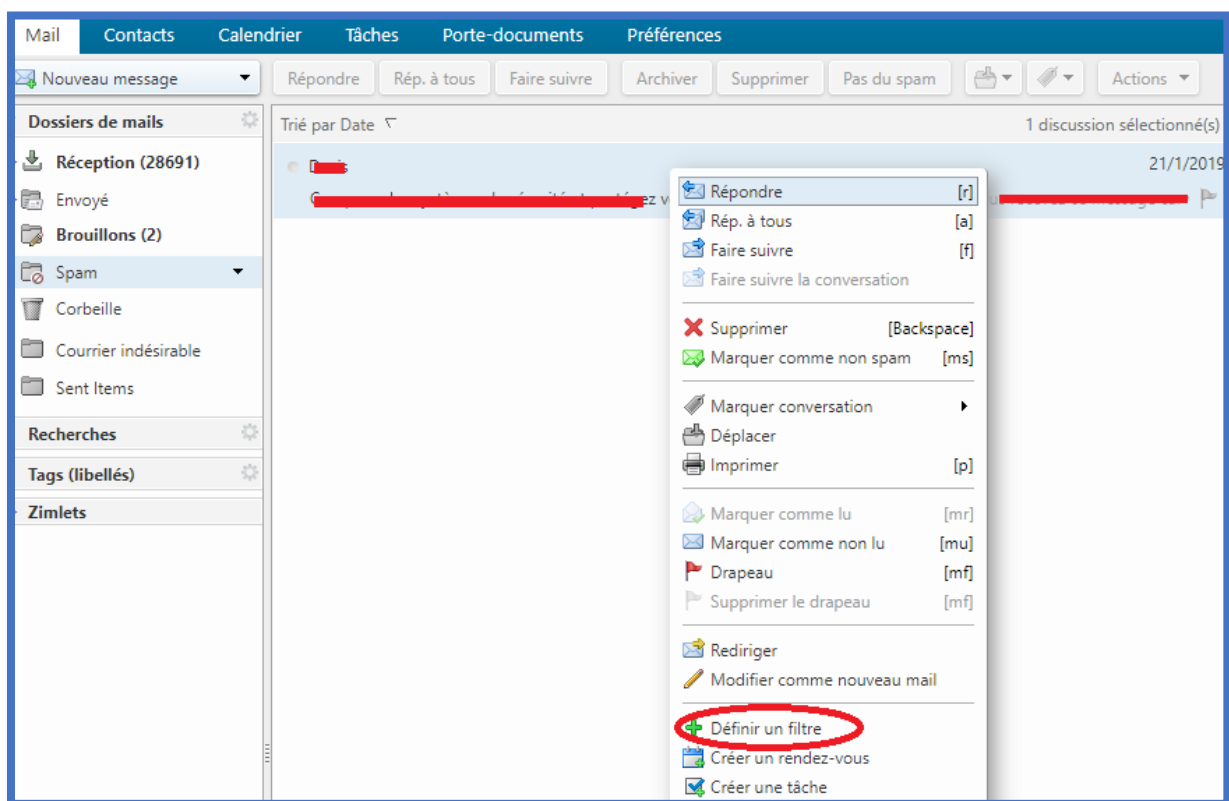 Mail Contacts Calendrier Tâches Porte-documents Préférences
Nouveau message Répondre Rép. à tous Faire suivre Archiver Supprimer Pas du spam Actions
Dossiers de mails
Trié par Date
1 discussion sélectionné(s)
Réception (28691)
Envoyé
Brouillons (2)
Spam
Corbeille
Courrier indésirable
Sent Items
Recherches
Tags (libellés)
Zimlets
21/1/2019
Répondre [r]
Rép. à tous [a]
Faire suivre [f]
Faire suivre la conversation
Supprimer [Backspace]
Marquer comme non spam [ms]
Marquer conversation
Déplacer
Imprimer [p]
Marquer comme lu [mr]
Marquer comme non lu [mu]
Drapeau [mf]
Supprimer le drapeau [mf]
Rediriger
Modifier comme nouveau mail
Définir un filtre
Créer un rendez-vous
Créer une tâche